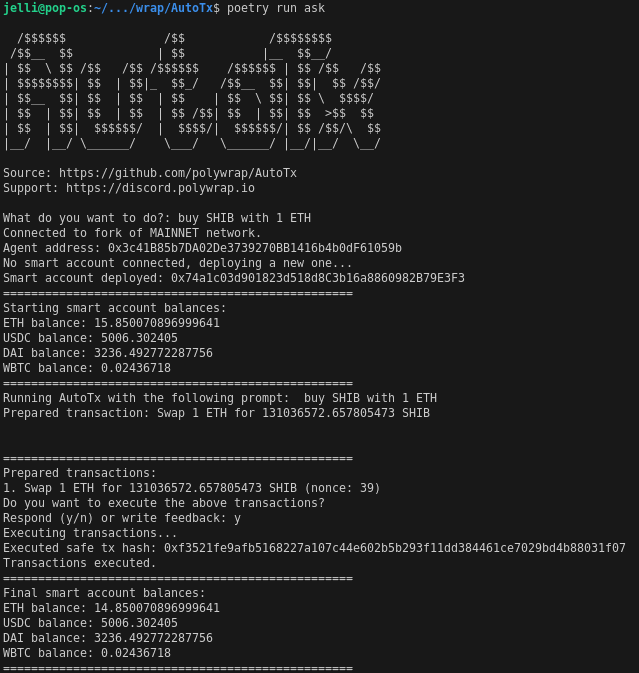 jelli@pop-os:~/.../wrap/AutoTx$ poetry run ask
  /$$$$$$              /$$            /$$$$$$$$
 /$$__  $$            | $$           |__  $$__/
| $$  \ $$ /$$   /$$ /$$$$$$    /$$$$$$ | $$ /$$   /$$
| $$$$$$$$| $$  | $$|_  $$_/   /$$__  $$| $$|  $$ /$$/
| $$__  $$| $$  | $$  | $$    | $$  \ $$| $$ \  $$$$/
| $$  | $$| $$  | $$  | $$ /$$| $$  | $$| $$  >$$  $$
| $$  | $$|  $$$$$$/  |  $$$$/|  $$$$$$/| $$ /$$/\  $$
|__/  |__/ \______/    \___/   \______/ |__/|__/  \__/
Source: https://github.com/polywrap/AutoTx
Support: https://discord.polywrap.io
What do you want to do?: buy SHIB with 1 ETH
Connected to fork of MAINNET network.
Agent address: 0x3c41B85b7DA02De3739270BB1416b4b0dF61059b
No smart account connected, deploying a new one...
Smart account deployed: 0x74a1c03d901823d518d8C3b16a8860982B79E3F3
==================================================
Starting smart account balances:
ETH balance: 15.850070896999641
USDC balance: 5006.302405
DAI balance: 3236.492772287756
WBTC balance: 0.02436718
==================================================
Running AutoTx with the following prompt:  buy SHIB with 1 ETH
Prepared transaction: Swap 1 ETH for 131036572.657805473 SHIB
==================================================
Prepared transactions:
1. Swap 1 ETH for 131036572.657805473 SHIB (nonce: 39)
Do you want to execute the above transactions?
Respond (y/n) or write feedback: y
Executing transactions...
Executed safe tx hash: 0xf3521fe9afb5168227a107c44e602b5b293f11dd384461ce7029bd4b88031f07
Transactions executed.
==================================================
Final smart account balances:
ETH balance: 14.850070896999641
USDC balance: 5006.302405
DAI balance: 3236.492772287756
WBTC balance: 0.02436718
==================================================